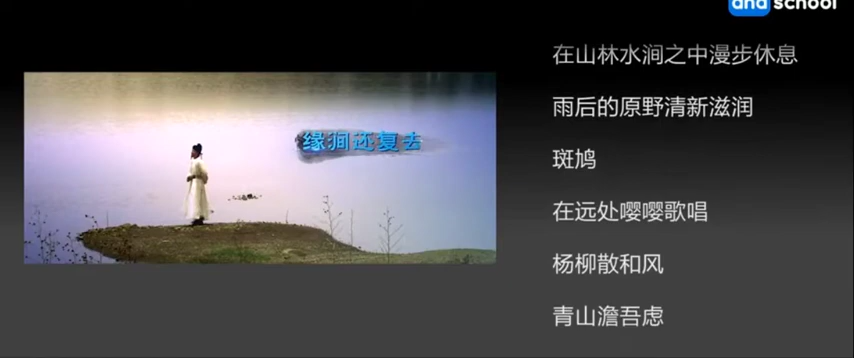 and school
在山林水涧之中漫步休息
雨后的原野清新滋润
缘涧还复去
斑鸠
在远处嘤嘤歌唱
杨柳散和风
青山澹吾虑